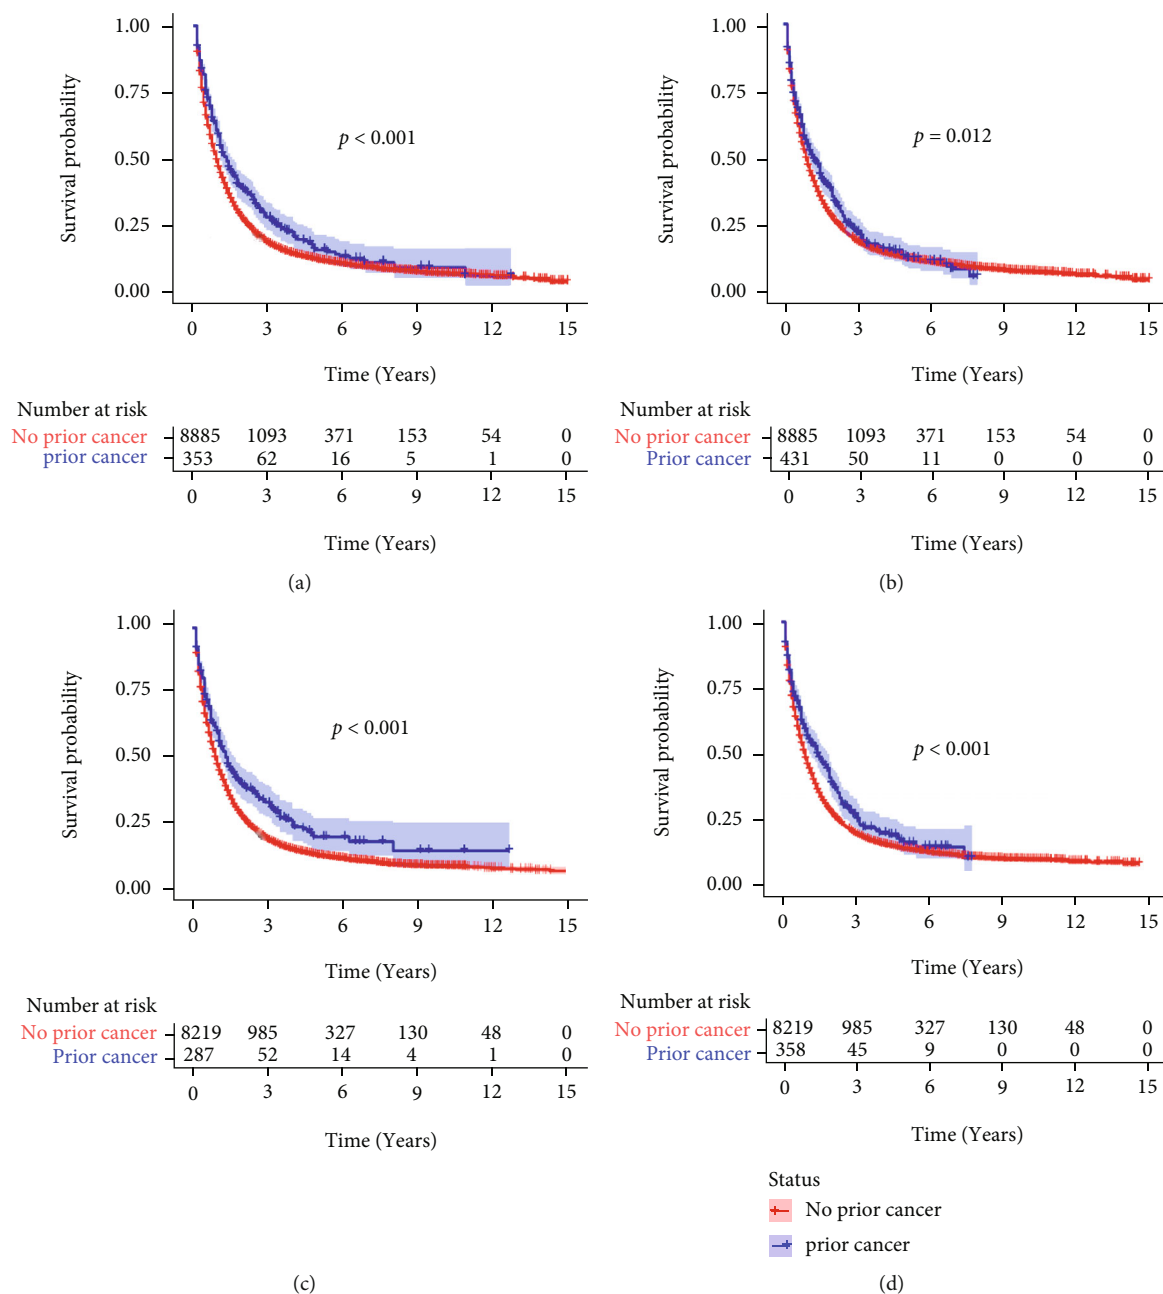 1.00
0.75
0.50
0.25
0.00
Survival probability
p < 0.001
0 3 6 9 12 15
Time (Years)
Number at risk
No prior cancer 8885 1093 371 153 54 0
prior cancer 353 62 16 5 1 0
0 3 6 9 12 15
Time (Years)
(a)
1.00
0.75
0.50
0.25
0.00
Survival probability
p = 0.012
0 3 6 9 12 15
Time (Years)
Number at risk
No prior cancer 8885 1093 371 153 54 0
Prior cancer 431 50 11 0 0 0
0 3 6 9 12 15
Time (Years)
(b)
1.00
0.75
0.50
0.25
0.00
Survival probability
p < 0.001
0 3 6 9 12 15
Time (Years)
Number at risk
No prior cancer 8219 985 327 130 48 0
Prior cancer 287 52 14 4 1 0
0 3 6 9 12 15
Time (Years)
(c)
1.00
0.75
0.50
0.25
0.00
Survival probability
p < 0.001
0 3 6 9 12 15
Time (Years)
Number at risk
No prior cancer 8219 985 327 130 48 0
Prior cancer 358 45 9 0 0 0
0 3 6 9 12 15
Time (Years)
Status
No prior cancer
prior cancer
(d)